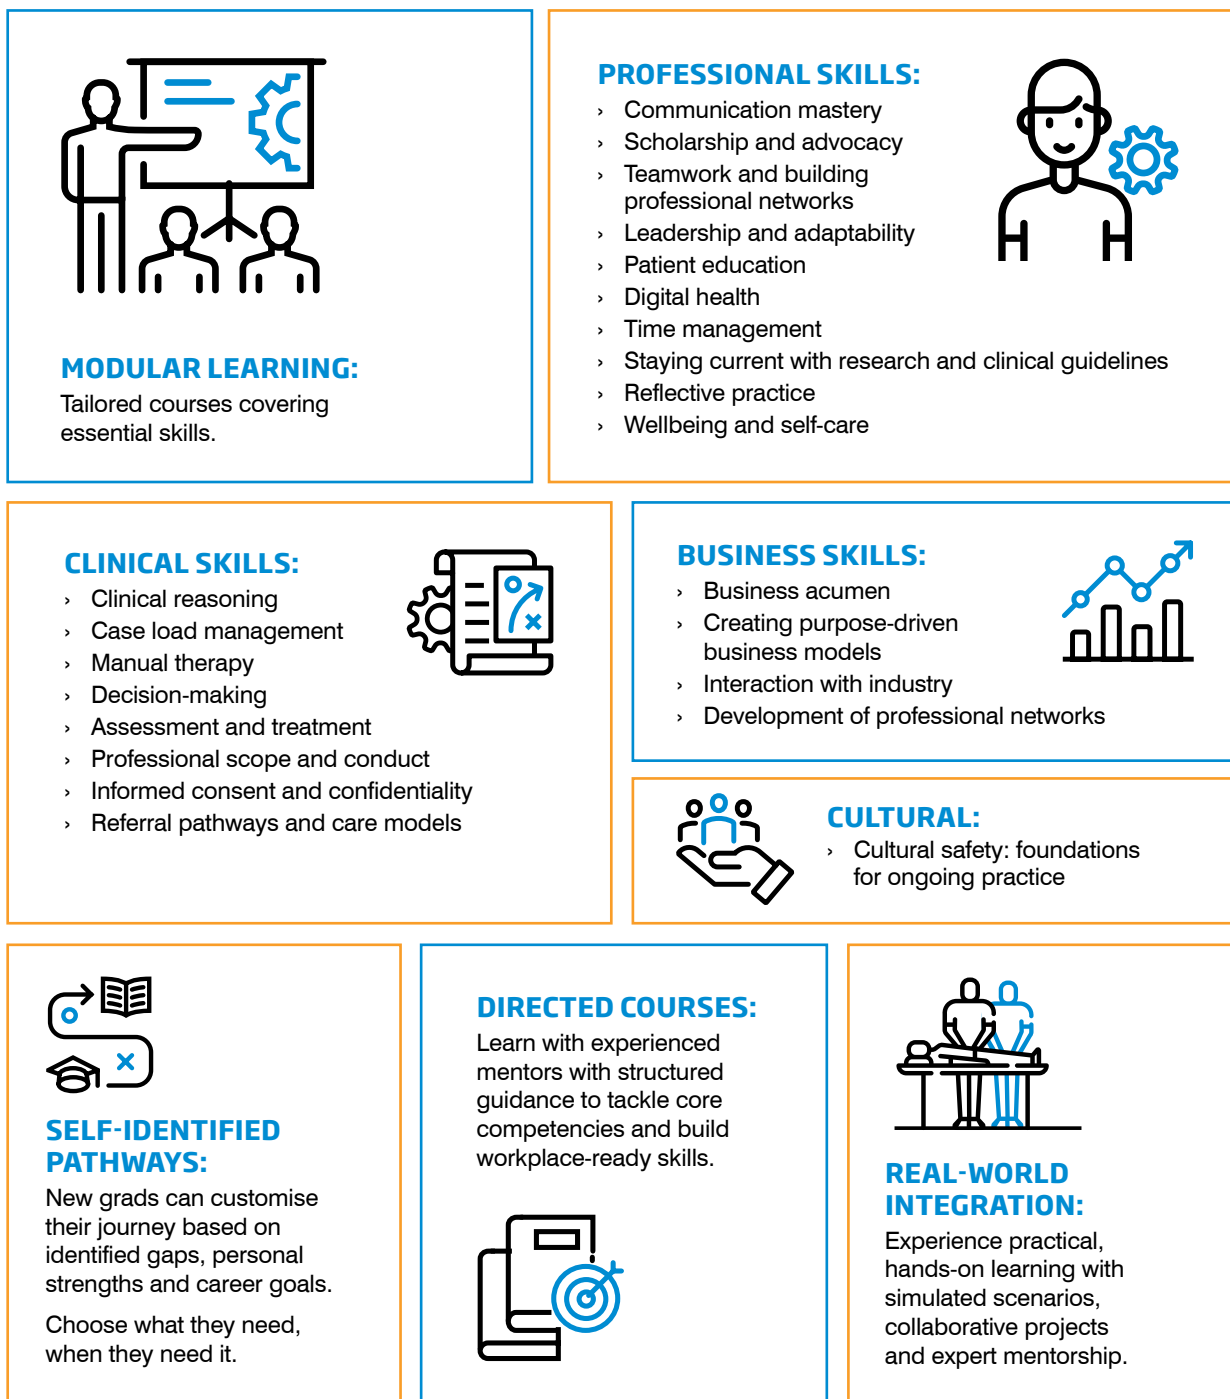 MODULAR LEARNING:
Tailored courses covering
essential skills.
PROFESSIONAL SKILLS:
› Communication mastery
› Scholarship and advocacy
› Teamwork and building
professional networks
› Leadership and adaptability
› Patient education
› Digital health
› Time management
› Staying current with research and clinical guidelines
› Reflective practice
› Wellbeing and self-care
CLINICAL SKILLS:
› Clinical reasoning
› Case load management
› Manual therapy
› Decision-making
› Assessment and treatment
› Professional scope and conduct
› Informed consent and confidentiality
› Referral pathways and care models
BUSINESS SKILLS:
› Business acumen
› Creating purpose-driven
business models
› Interaction with industry
› Development of professional networks
CULTURAL:
› Cultural safety: foundations
for ongoing practice
SELF-IDENTIFIED
PATHWAYS:
New grads can customise
their journey based on
identified gaps, personal
strengths and career goals.
Choose what they need,
when they need it.
DIRECTED COURSES:
Learn with experienced
mentors with structured
guidance to tackle core
competencies and build
workplace-ready skills.
REAL-WORLD
INTEGRATION:
Experience practical,
hands-on learning with
simulated scenarios,
collaborative projects
and expert mentorship.